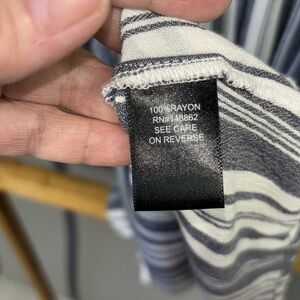 100% RAYON
RN#148862
SEE CARE
ON REVERSE